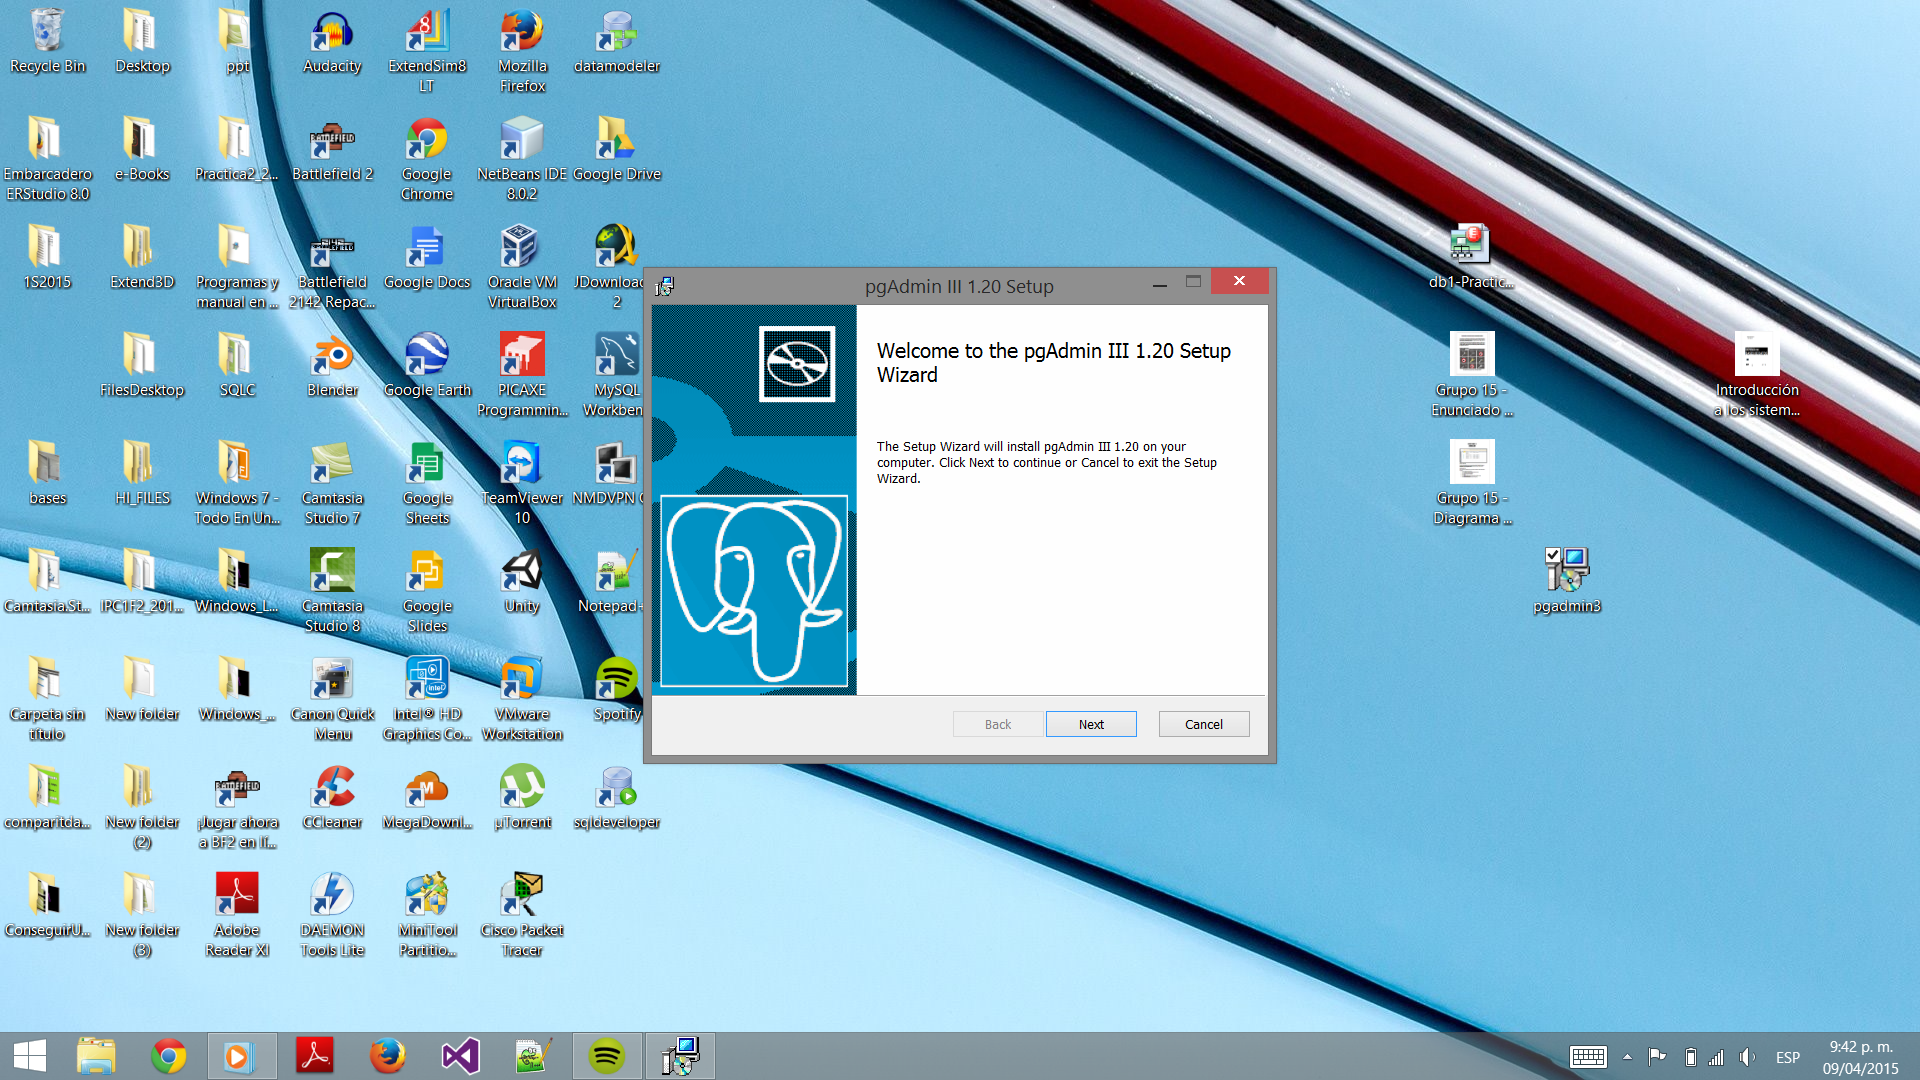 Recycle Bin
Desktop
ppt
Audacity
ExtendSim8
LT
Mozilla
Firefox
datamodeler
Embarcadero
ERStudio 8.0
e-Books
Practica2_2...
Battlefield 2
Google
Chrome
NetBeans IDE
8.0.2
Google Drive
1S2015
Extend3D
Programas y
manual en ...
Battlefield
2142 Repac...
Google Docs
Oracle VM
VirtualBox
JDownloac
2
FilesDesktop
SQLC
Blender
Google Earth
PICAXE
Programmin...
MySQL
Workben
bases
HI_FILES
Windows 7 -
Todo En Un...
Camtasia
Studio 7
Google
Sheets
TeamViewer
10
NMDVPN
Camtasia.St...
IPC1F2_201...
Windows_L...
Camtasia
Studio 8
Google
Slides
Unity
Notepad+
Carpeta sin
título
New folder
Windows_...
Canon Quick
Menu
Intel® HD
Graphics Co...
VMware
Workstation
Spotify
compartida...
New folder
(2)
¡Jugar ahora
a BF2 en lí...
CCleaner
MegaDownl...
µTorrent
sqldeveloper
ConseguirU...
New folder
(3)
Adobe
Reader XI
DAEMON
Tools Lite
MiniTool
Partitio...
Cisco Packet
Tracer
pgAdmin III 1.20 Setup
Welcome to the pgAdmin III 1.20 Setup
Wizard
The Setup Wizard will install pgAdmin III 1.20 on your
computer. Click Next to continue or Cancel to exit the Setup
Wizard.
Back
Next
Cancel
db1-Practic...
Grupo 15 -
Enunciado ...
Introducción
a los sistem...
Grupo 15 -
Diagrama ...
pgadmin3
ESP
9:42 p. m.
09/04/2015